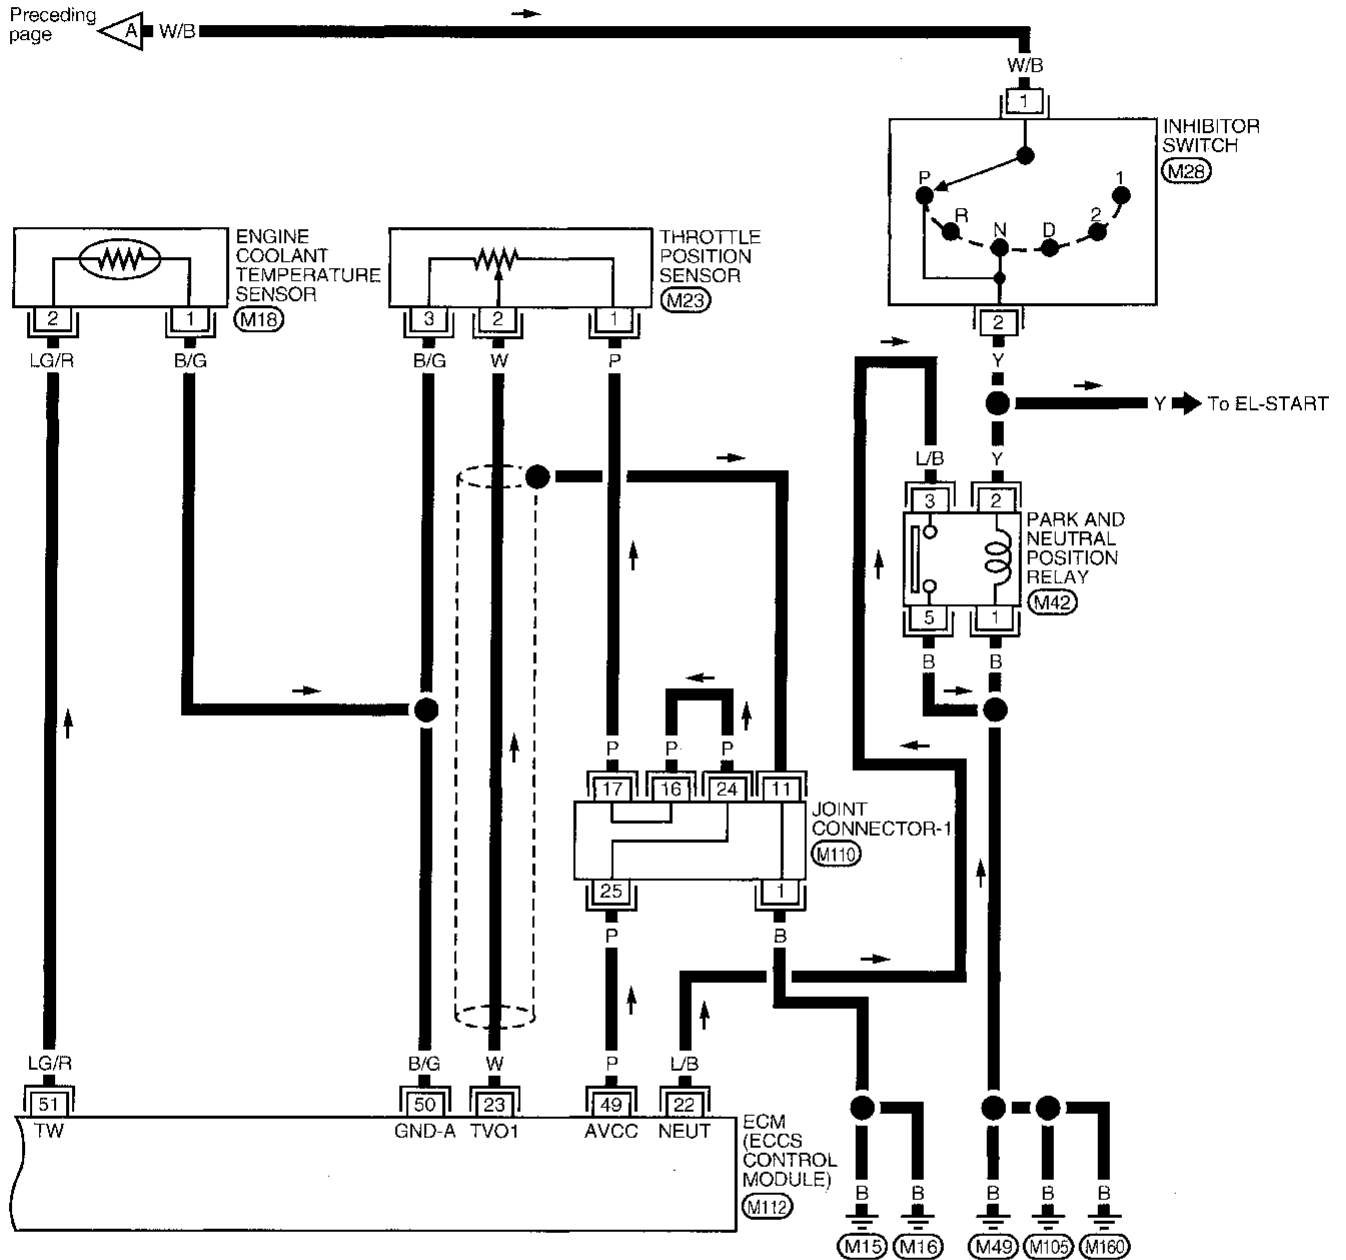 Preceding
page
A
W/B
W/B
1
INHIBITOR
SWITCH
M28
P
R
N
D
2
1
2
Y
Y
To EL-START
ENGINE
COOLANT
TEMPERATURE
SENSOR
M18
2
1
LG/R
B/G
THROTTLE
POSITION
SENSOR
M23
3
2
1
B/G
W
P
L/B
Y
3
2
PARK AND
NEUTRAL
POSITION
RELAY
M42
5
1
B
B
P
P
P
17
16
24
11
JOINT
CONNECTOR-1
M110
25
1
P
B
LG/R
B/G
W
P
L/B
51
50
23
49
22
TW
GND-A
TVO1
AVCC
NEUT
ECM
(ECCS
CONTROL
MODULE)
M112
B
B
B
B
B
M15
M16
M49
M105
M160